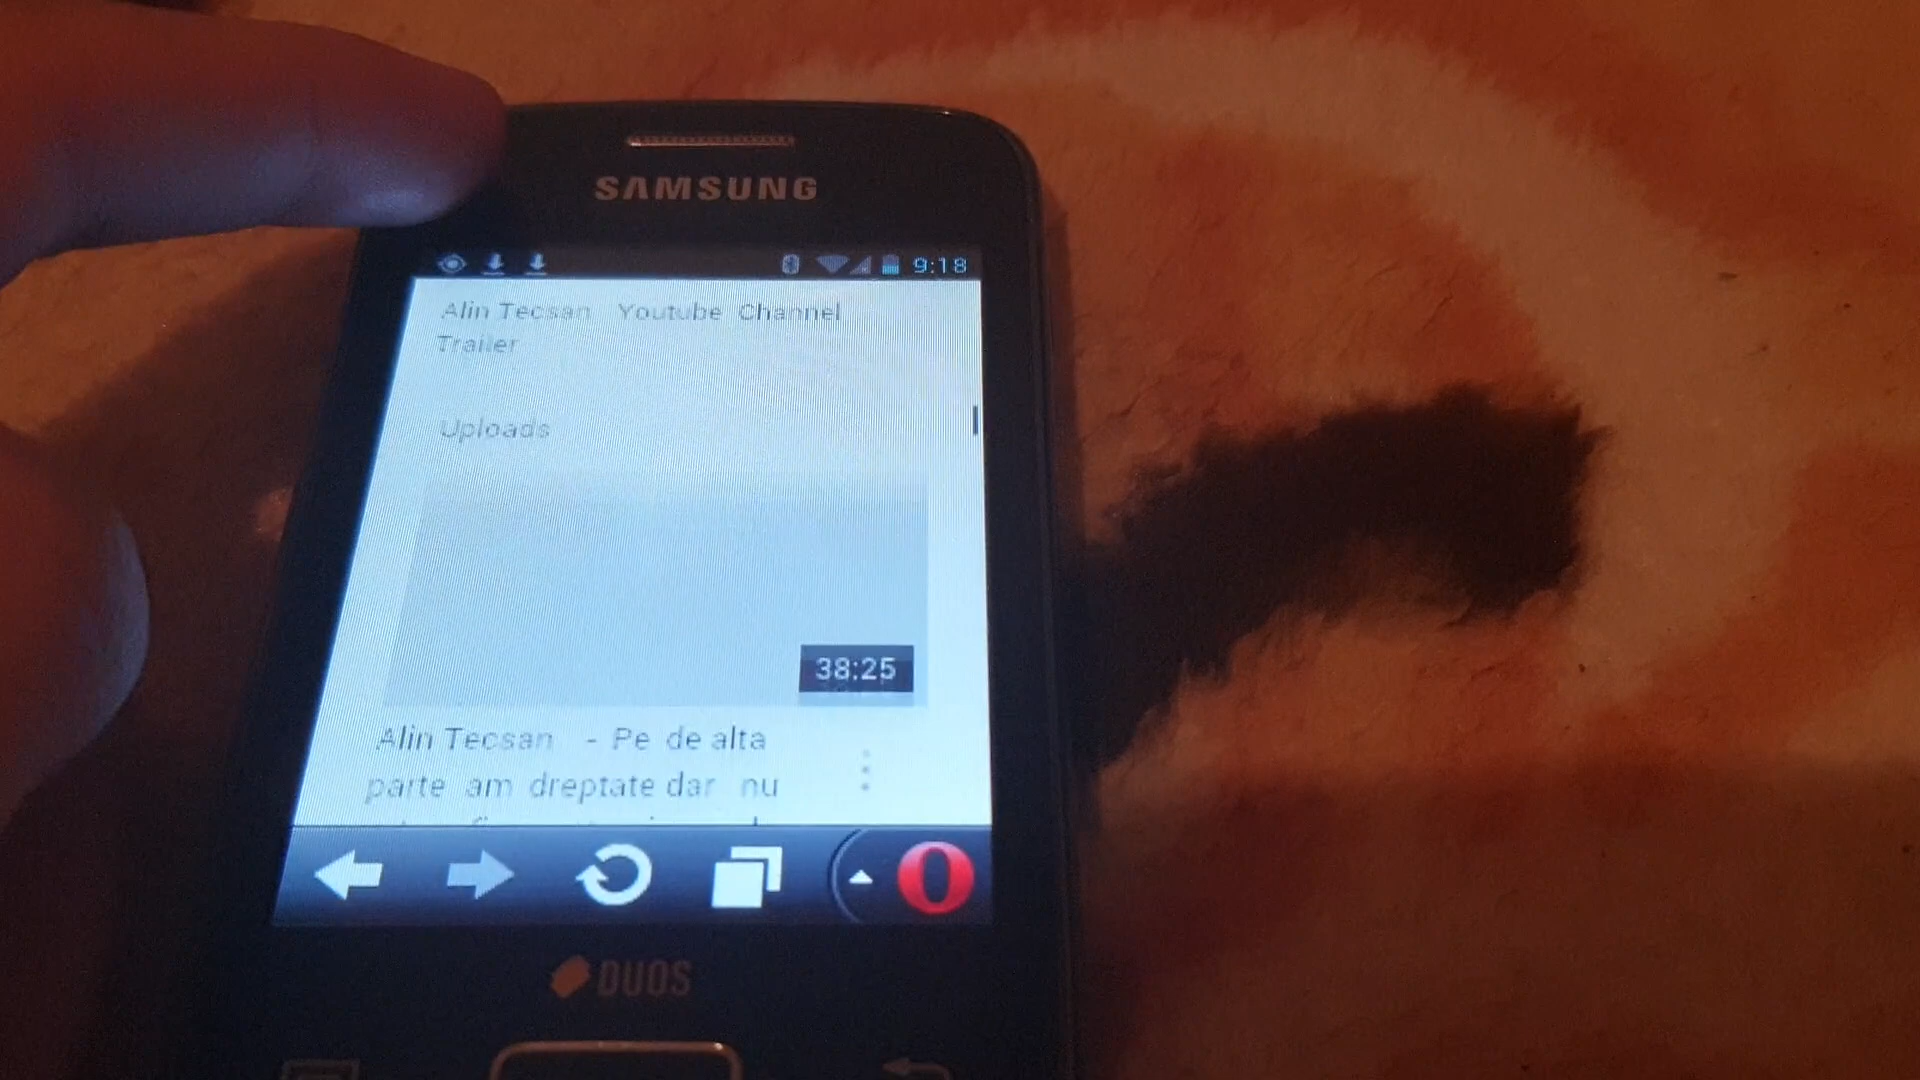 SAMSUNG
9:18
Alin Tecsan Youtube Channel
Trailer
Uploads
38:25
Alin Tecsan - Pe de alta
parte am dreptate dar nu
DUOS